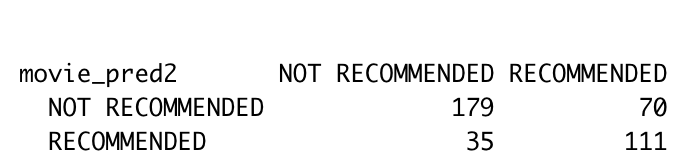 movie_pred2 NOT RECOMMENDED RECOMMENDED
NOT RECOMMENDED 179 70
RECOMMENDED 35 111